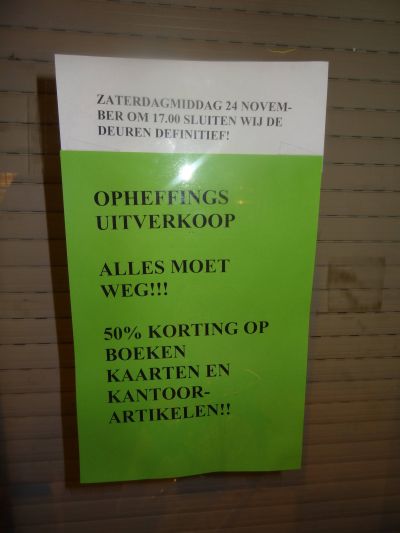 ZATERDAGMIDDAG 24 NOVEM-
BER OM 17.00 SLUITEN WIJ DE
DEUREN DEFINITIEF!
OPHEFFINGS
UITVERKOOP
ALLES MOET
WEG!!!
50% KORTING OP
BOEKEN
KAARTEN EN
KANTOOR-
ARTIKELEN!!